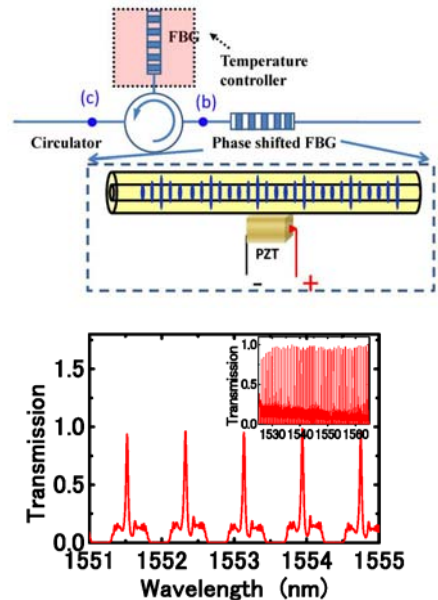 FBG
Temperature
controller
(c)
(b)
Circulator
Phase shifted FBG
PZT
-
+
Transmission
1.5
1.0
0.5
0.0
1551
1552
1553
1554
1555
Wavelength (nm)
Transmission
1.0
0.5
0.0
1530
1540
1550
1560